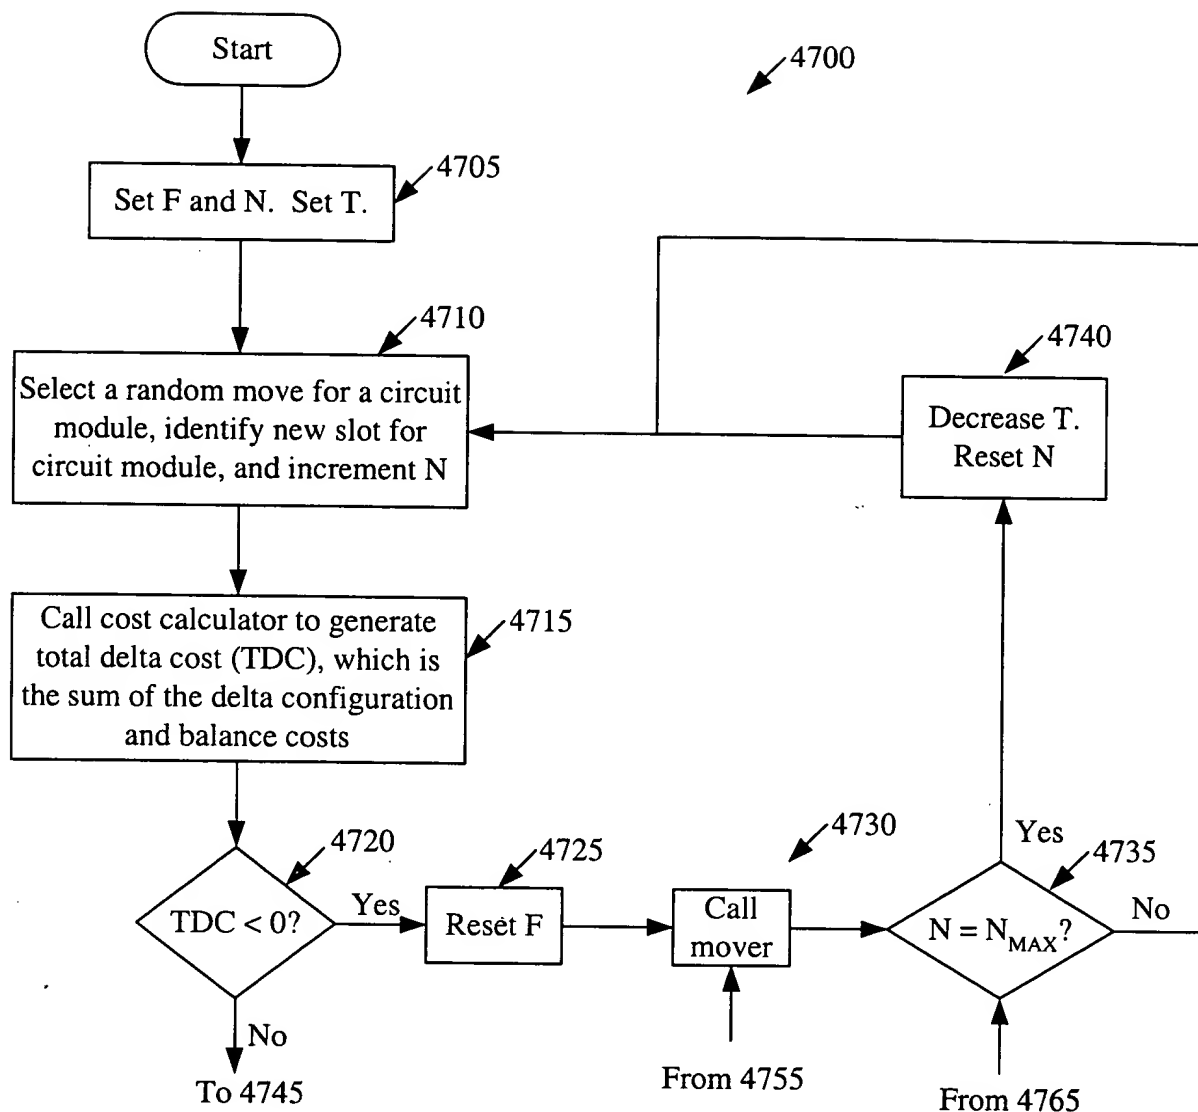 Start
4700
4705
Set F and N. Set T.
4710
4740
Select a random move for a circuit
module, identify new slot for
circuit module, and increment N
Decrease T.
Reset N
Call cost calculator to generate
total delta cost (TDC), which is
the sum of the delta configuration
and balance costs
4715
4720
4725
4730
Yes
4735
TDC < 0?
Yes
Reset F
Call
mover
N = NMAX?
No
No
To 4745
From 4755
From 4765